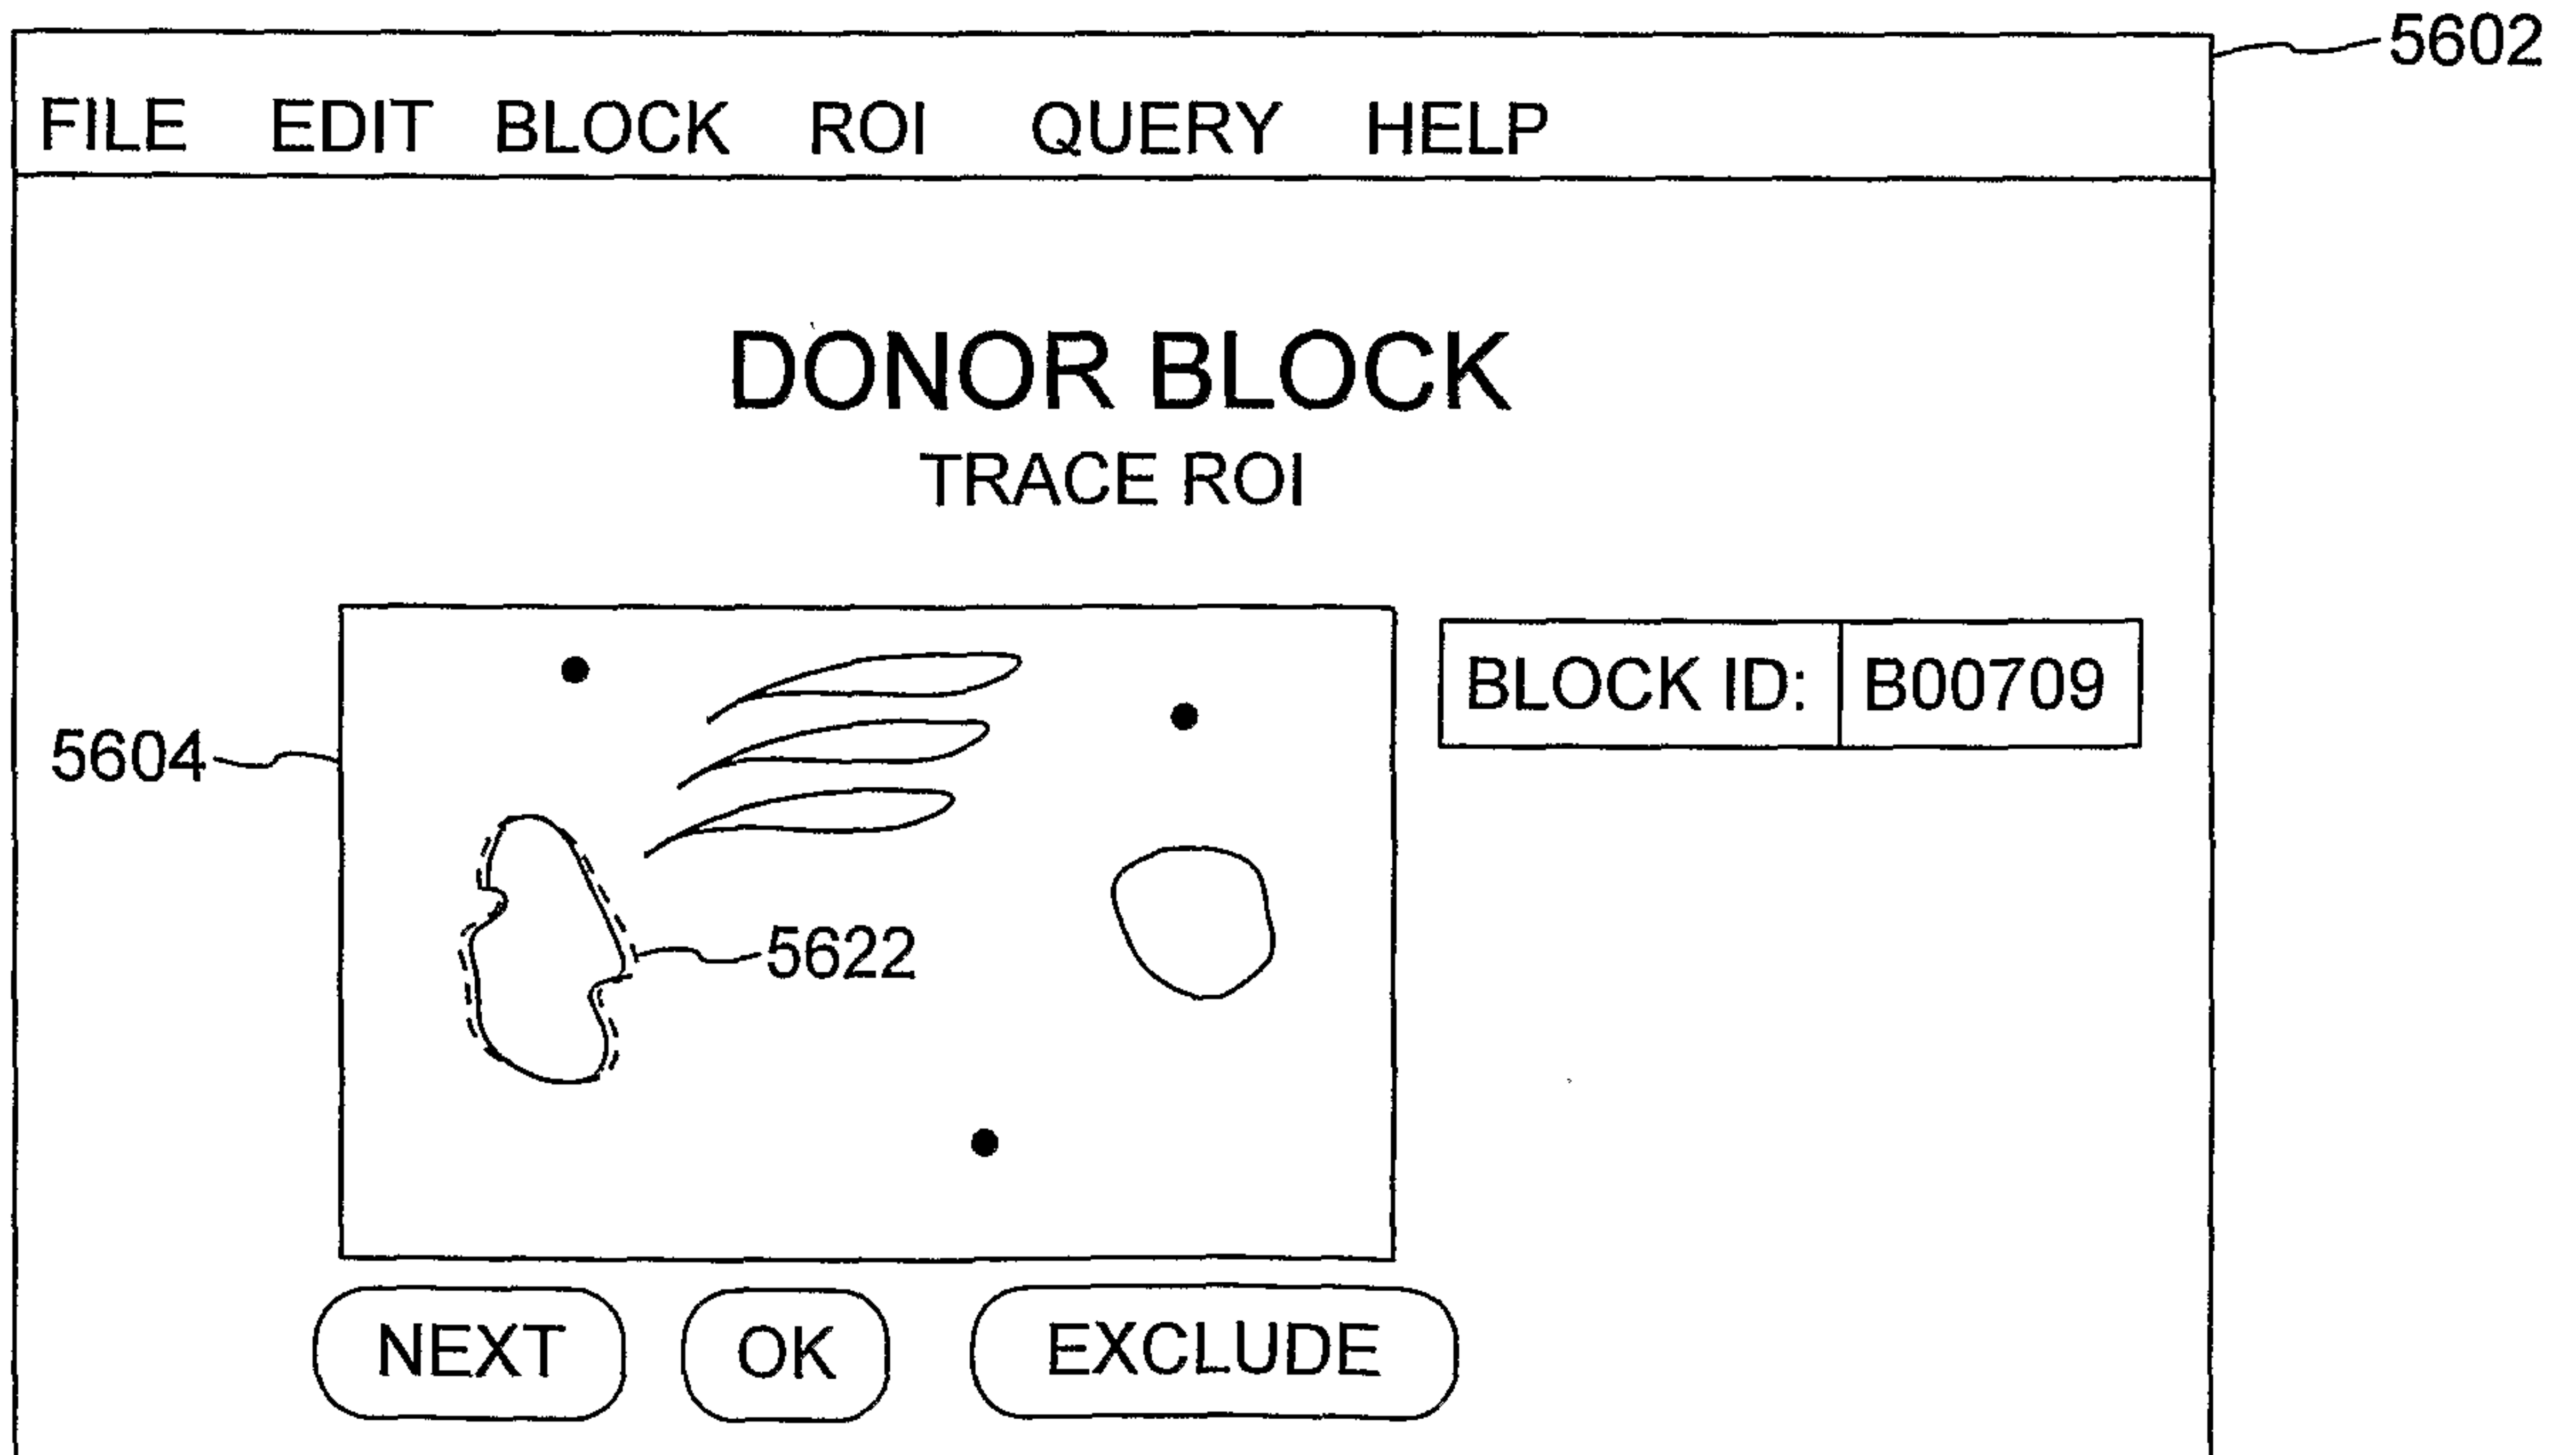 5602
FILE EDIT BLOCK ROI QUERY HELP
DONOR BLOCK
TRACE ROI
BLOCK ID: B00709
5604
5622
NEXT OK EXCLUDE